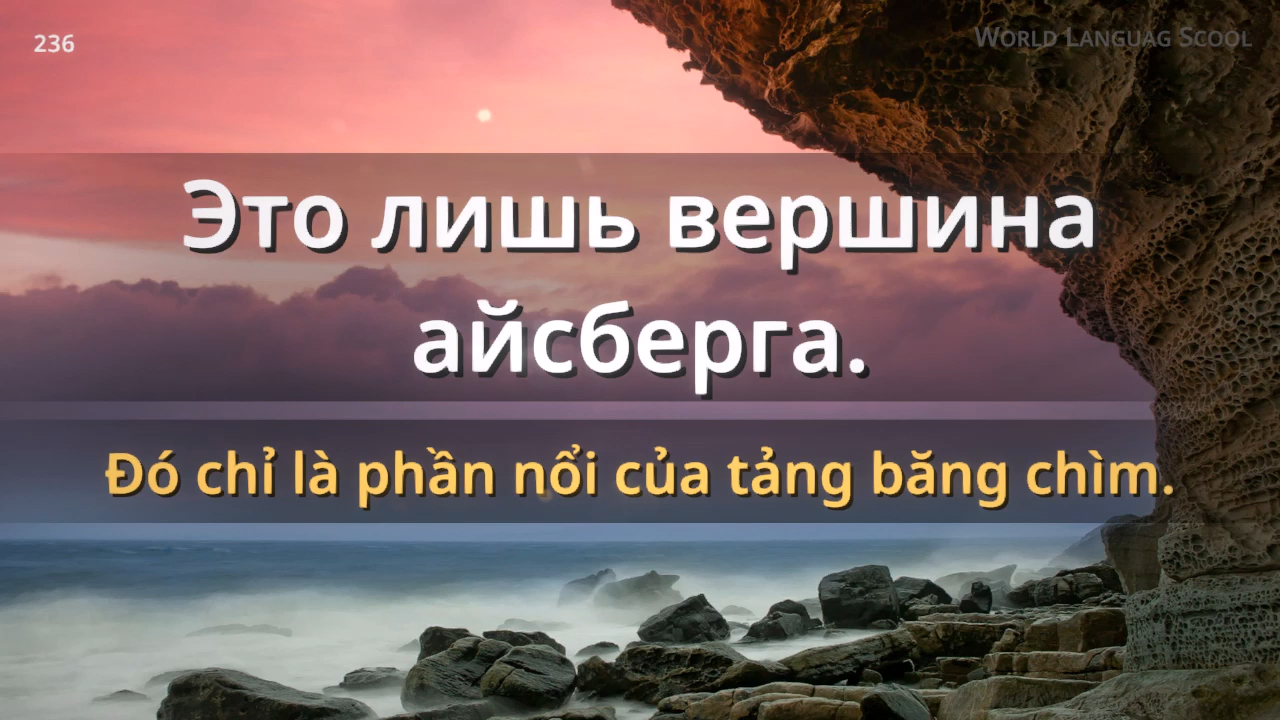 236
World Languag Scool
Это лишь вершина
айсберга.
Đó chỉ là phần nổi của tảng băng chìm.